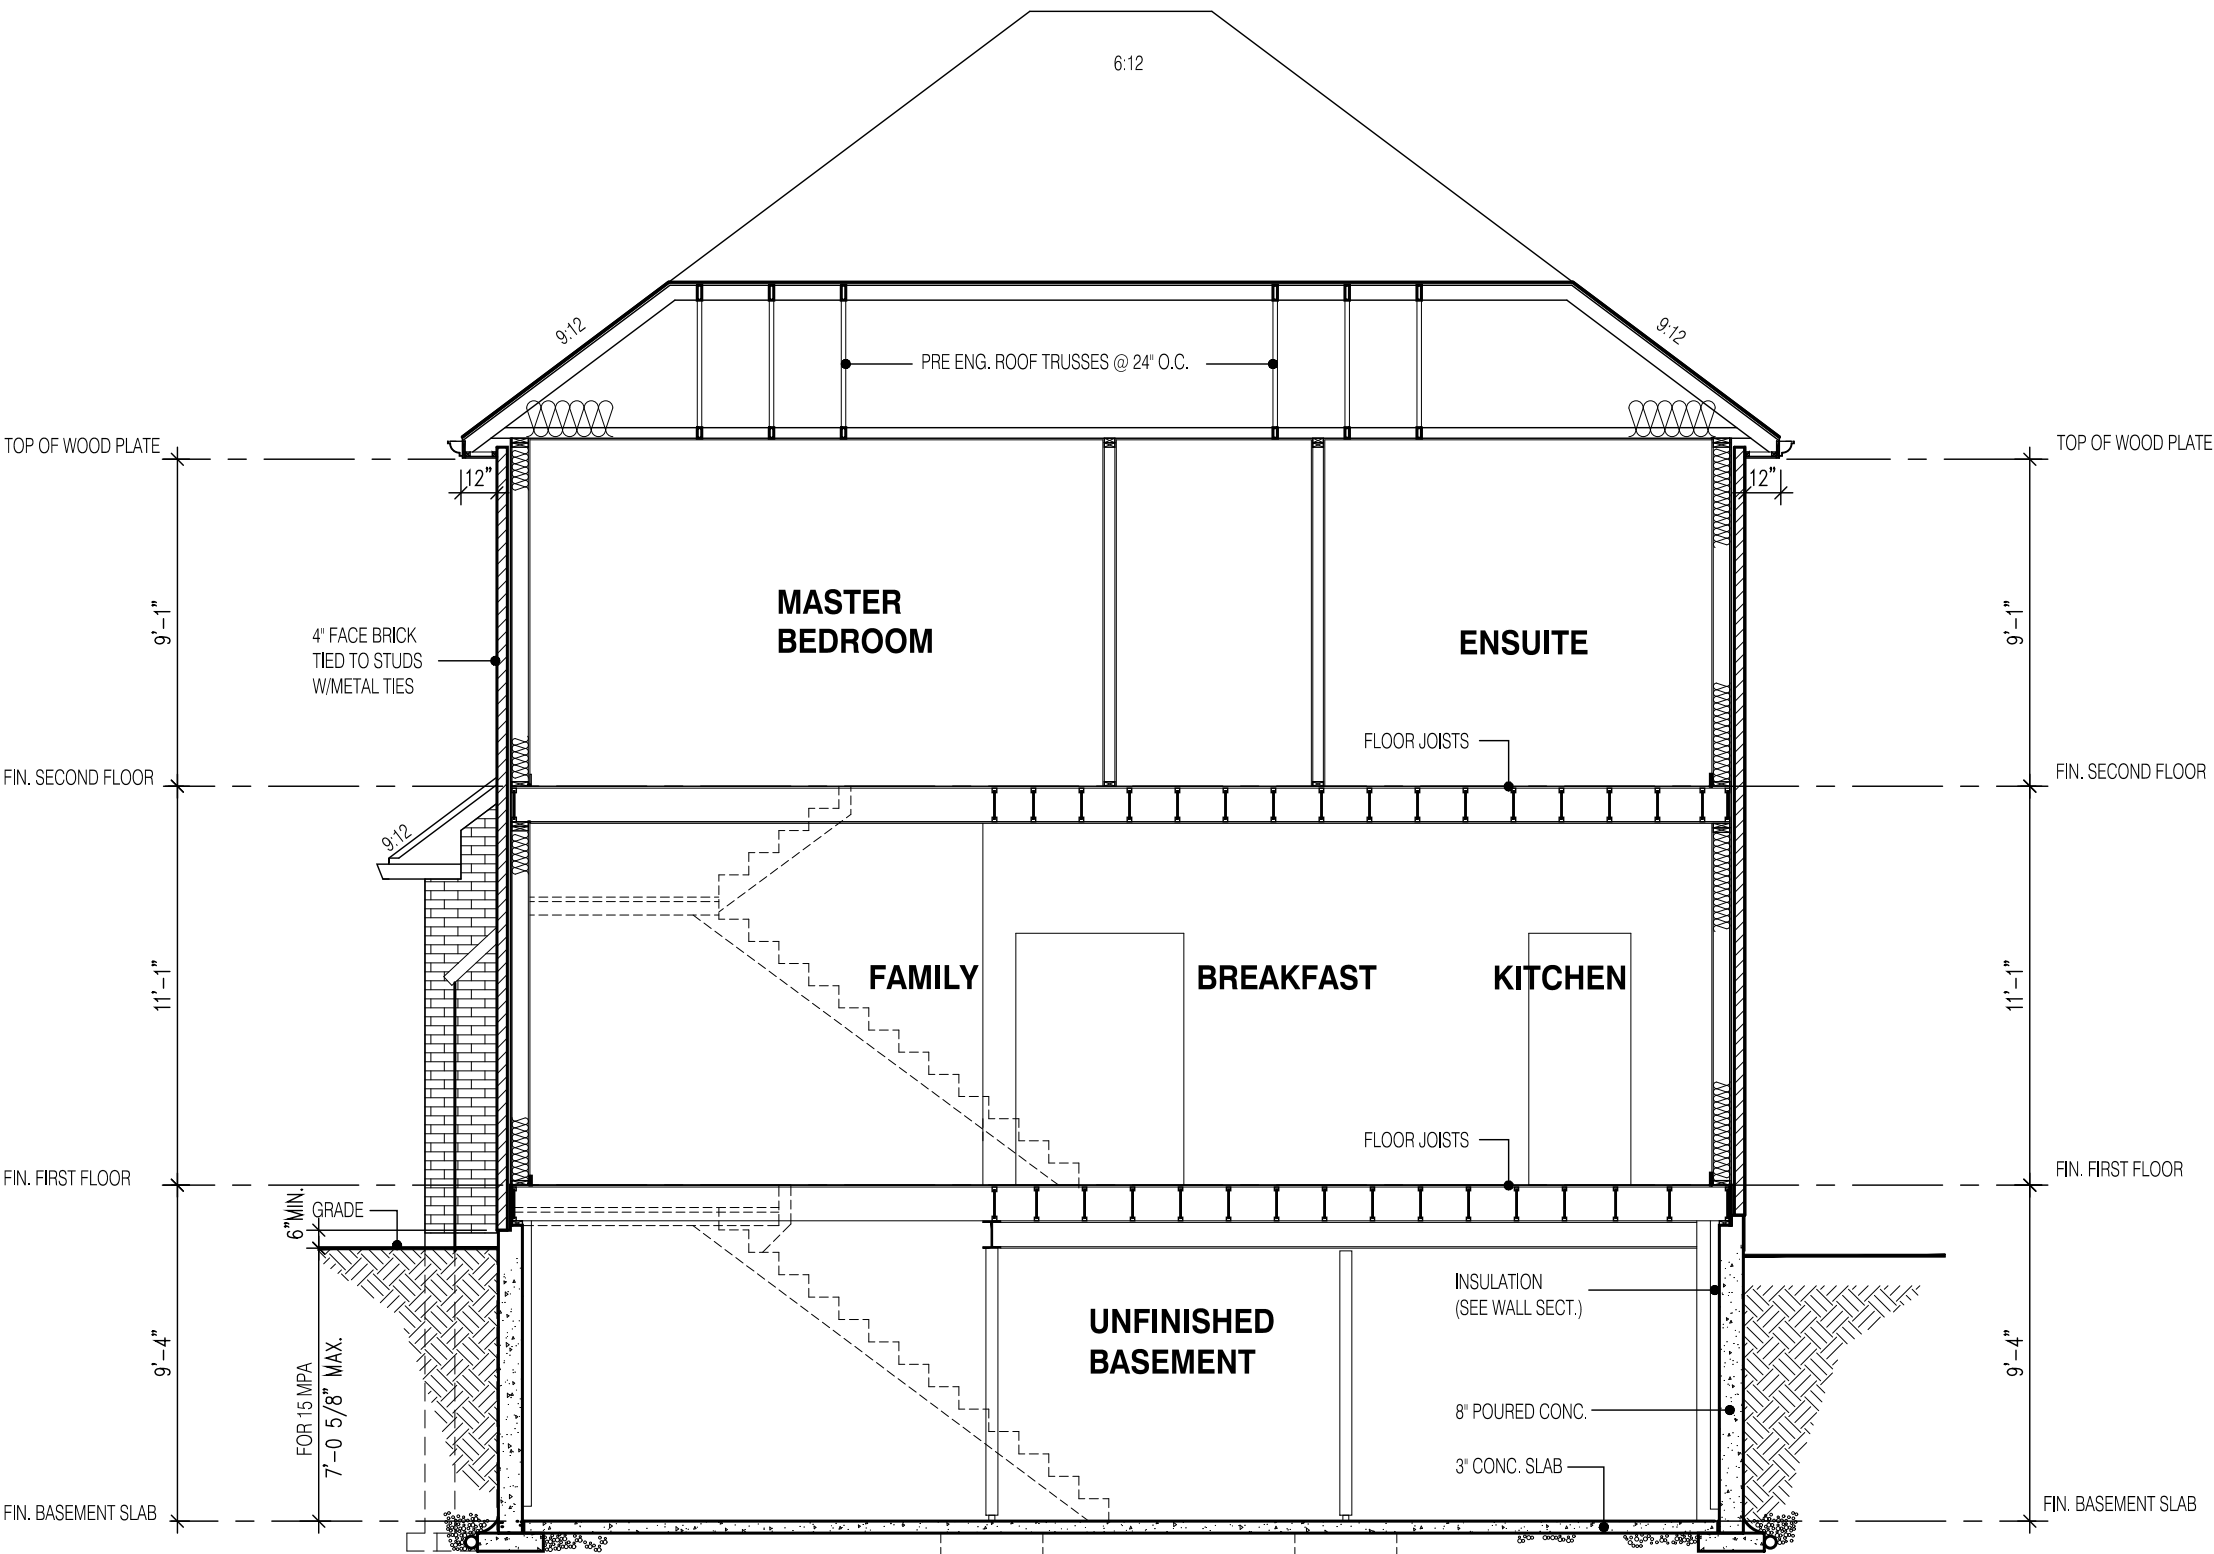 6:12
9:12
9:12
PRE ENG. ROOF TRUSSES @ 24" O.C.
TOP OF WOOD PLATE
TOP OF WOOD PLATE
12"
12"
9'-1"
9'-1"
MASTER
BEDROOM
ENSUITE
4" FACE BRICK
TIED TO STUDS
W/METAL TIES
FLOOR JOISTS
FIN. SECOND FLOOR
FIN. SECOND FLOOR
9:12
11'-1"
11'-1"
FAMILY
BREAKFAST
KITCHEN
FLOOR JOISTS
FIN. FIRST FLOOR
FIN. FIRST FLOOR
6"MIN.
GRADE
INSULATION
(SEE WALL SECT.)
UNFINISHED
BASEMENT
9'-4"
9'-4"
FOR 15 MPA
7'-0 5/8" MAX.
8" POURED CONC.
3" CONC. SLAB
FIN. BASEMENT SLAB
FIN. BASEMENT SLAB